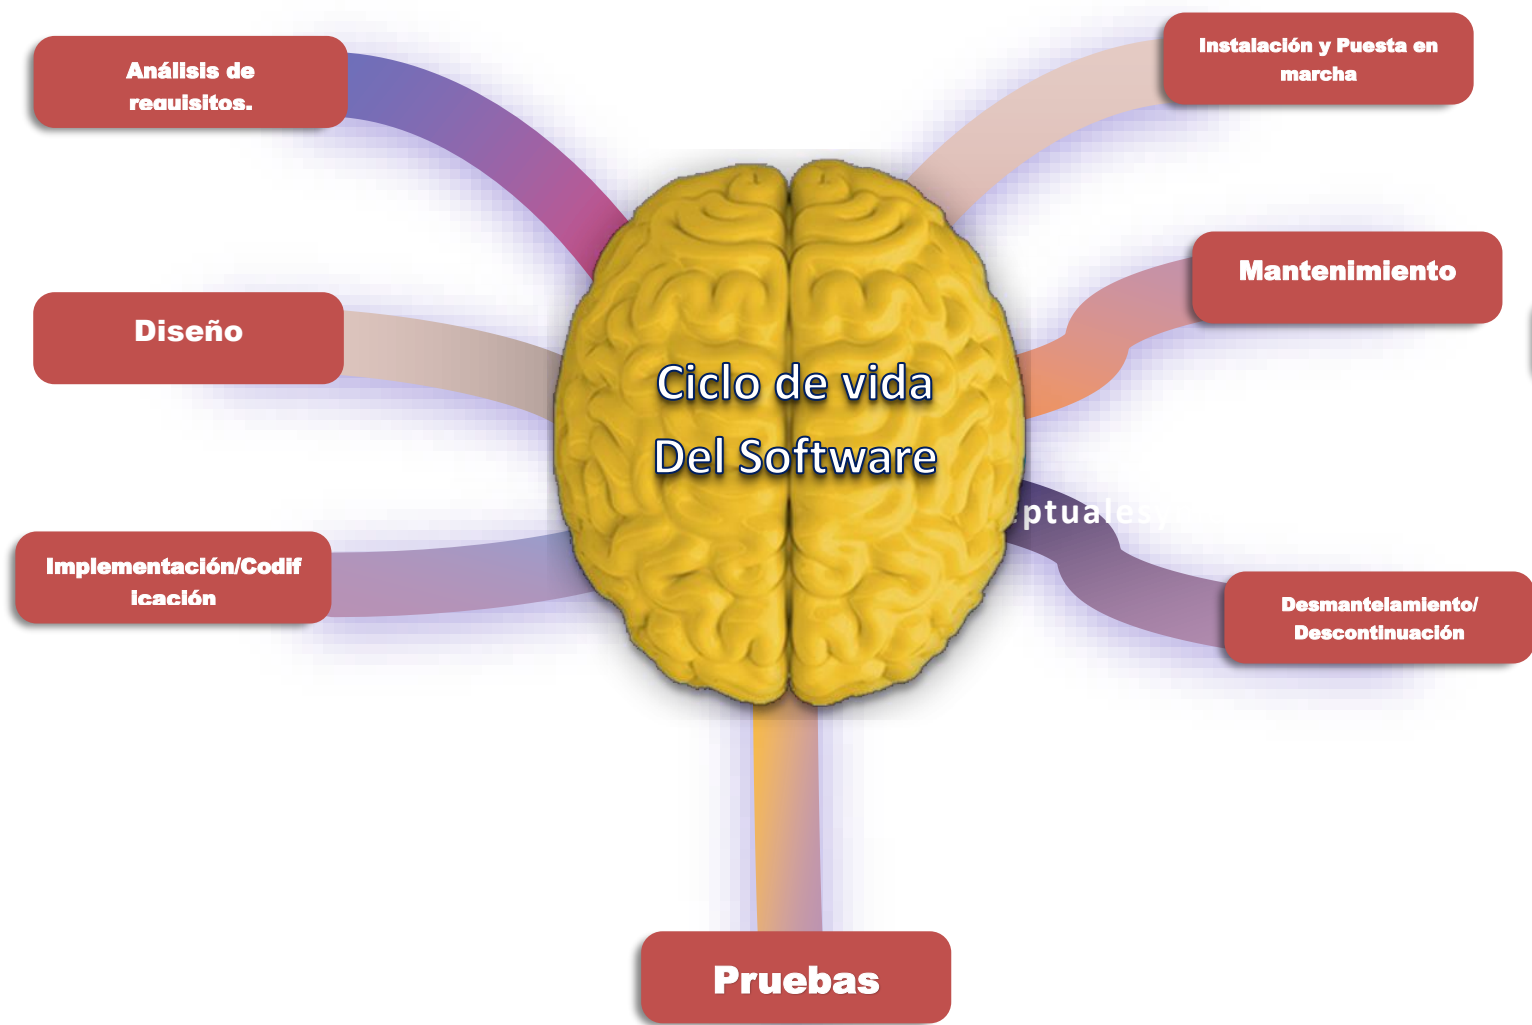 Análisis de
requisitos.
Diseño
Implementación/Codif
icación
Ciclo de vida
Del Software
Pruebas
Instalación y Puesta en
marcha
Mantenimiento
Desmantelamiento/
Descontinuación